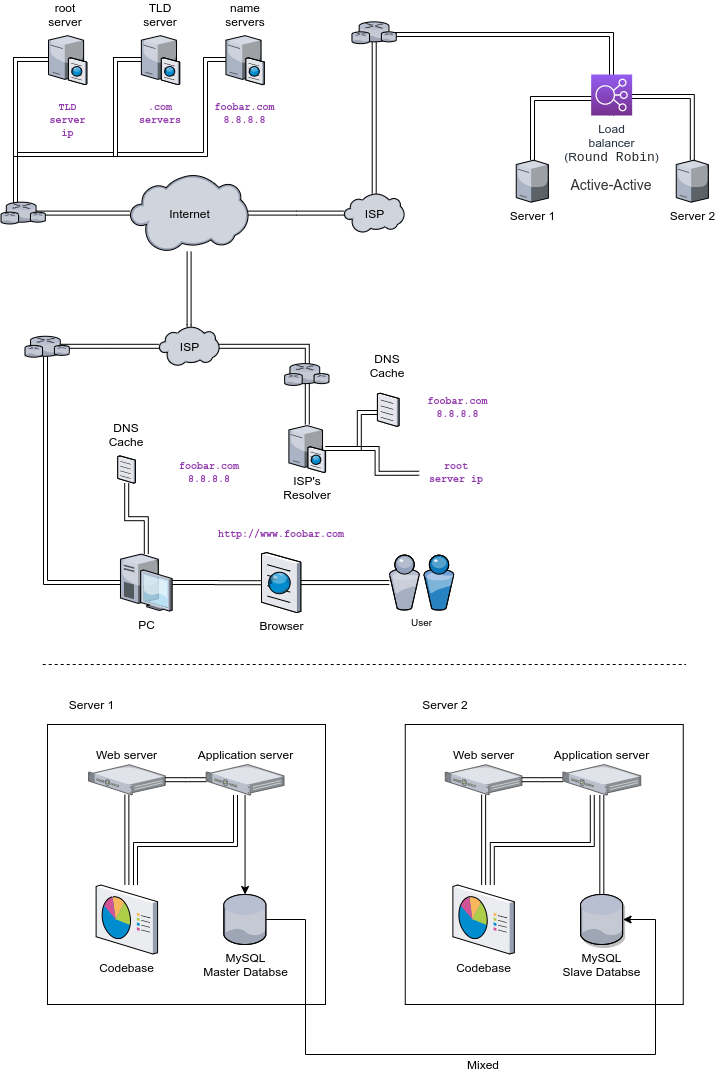 root
server
TLD
server
name
servers
TLD
server
ip
.com
servers
foobar.com
8.8.8.8
Load
balancer
(Round Robin)
Active-Active
Server 1
Server 2
Internet
ISP
ISP
DNS
Cache
foobar.com
8.8.8.8
DNS
Cache
foobar.com
8.8.8.8
root
server ip
ISP's
Resolver
http://www.foobar.com
PC
Browser
User
Server 1
Server 2
Web server
Application server
Web server
Application server
Codebase
MySQL
Master Databse
Codebase
MySQL
Slave Databse
Mixed